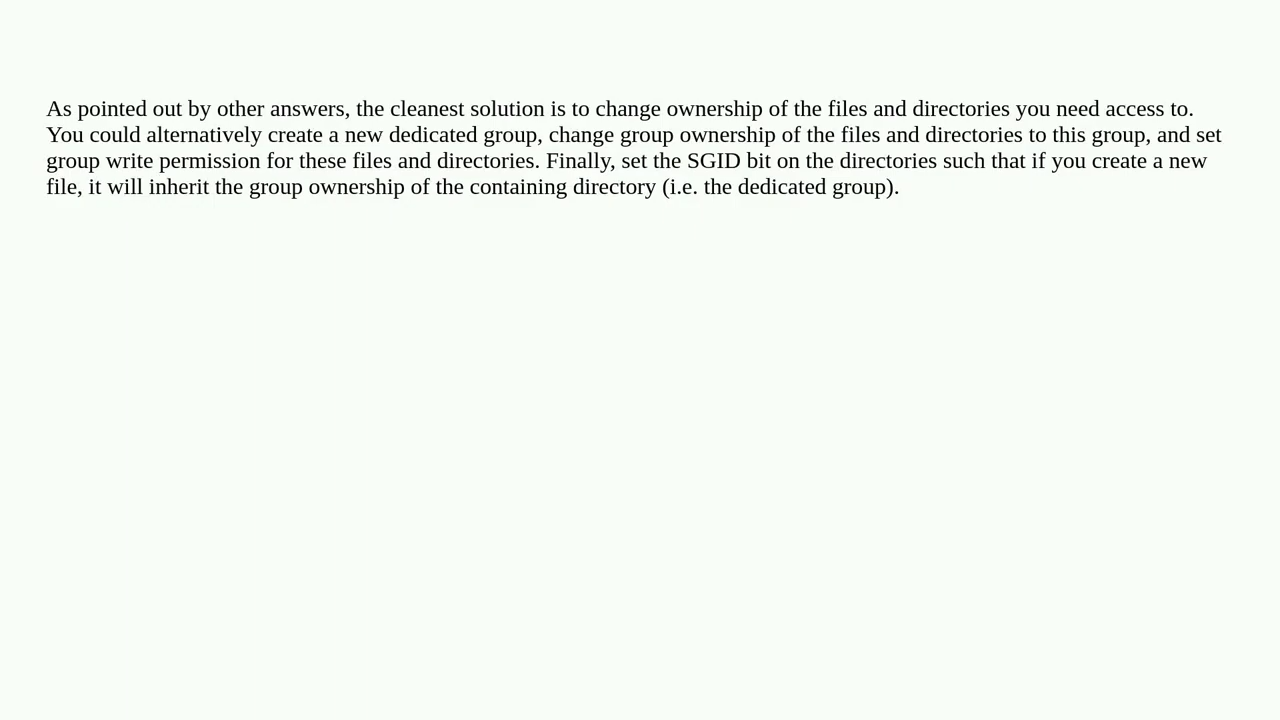 As pointed out by other answers, the cleanest solution is to change ownership of the files and directories you need access to.
You could alternatively create a new dedicated group, change group ownership of the files and directories to this group, and set
group write permission for these files and directories. Finally, set the SGID bit on the directories such that if you create a new
file, it will inherit the group ownership of the containing directory (i.e. the dedicated group).